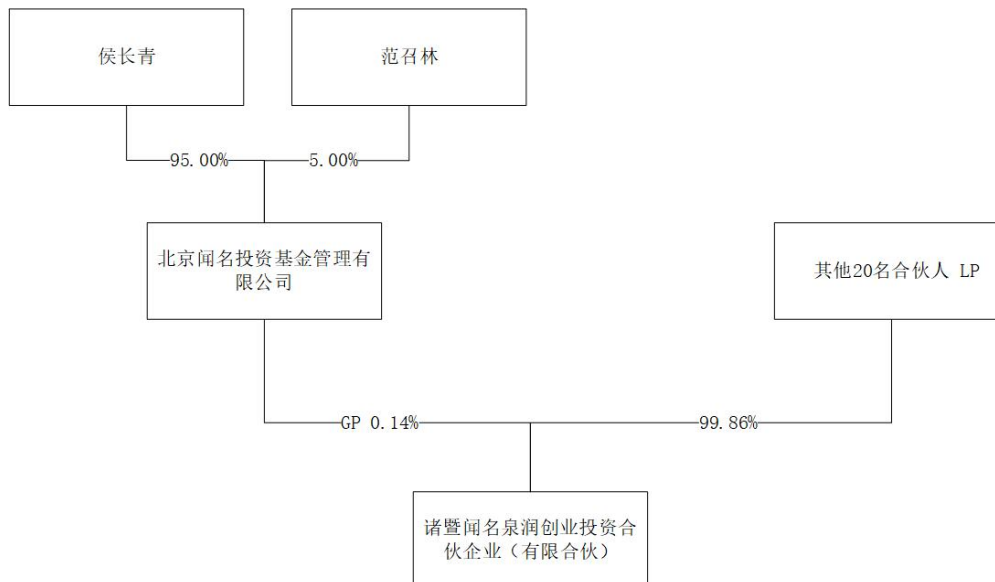 侯长青
范召林
95.00%
5.00%
北京闻名投资基金管理有
限公司
其他20名合伙人 LP
GP 0.14%
99.86%
诸暨闻名泉润创业投资合
伙企业（有限合伙）